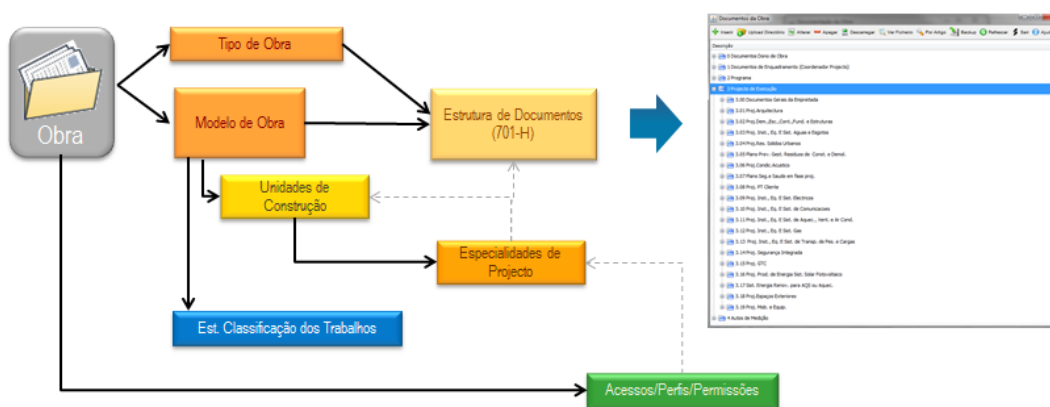 Obra
Tipo de Obra
Modelo de Obra
Estrutura de Documentos
(701-H)
Unidades de
Construção
Especialidades de
Projecto
Est. Classificação dos Trabalhos
Acessos/Perfis/Permissões
Documentos da Obra
Inserir Upload Directório Alterar Apagar Descarregar Ver Ficheiro Por Artigo Backup Refrescar Sair
Descrição
0 Documentos Dono de Obra
1 Documentos de Enquadramento (Coordenador Projecto)
2 Programa
3 Projecto de Execução
3.00 Documentos Gerais da Empreitada
3.01 Proj.Arquitectura
3.02 Proj.Dem.,Esc.,Cont.,Fund. e Estruturas
3.03 Proj. Inst., Eq. E Sist. Aguas e Esgotos
3.04 Proj.Res. Sólidos Urbanos
3.05 Plano Prev. Gest. Residuos de Const. e Demol.
3.06 Proj.Condic.Acustico
3.07 Plano Seg.e Saude em fase proj.
3.08 Proj. PT Cliente
3.09 Proj. Inst., Eq. E Sist. Electricos
3.10 Proj. Inst., Eq. E Sist. de Comunicacoes
3.11 Proj. Inst., Eq. E Sist. de Aquec., Vent. e Ar Cond.
3.12 Proj. Inst., Eq. E Sist. Gas
3.13 Proj. Inst., Eq. E Sist. de Transp. de Pes. e Cargas
3.14 Proj. Segurança Integrada
3.15 Proj. GTC
3.16 Proj. Prod. de Energia Sist. Solar Fotovoltaico
3.17 Sist. Energia Renov. para AQS ou Aquec.
3.18 Proj.Espaços Exteriores
3.19 Proj. Mob. e Equip.
4 Autos de Medição